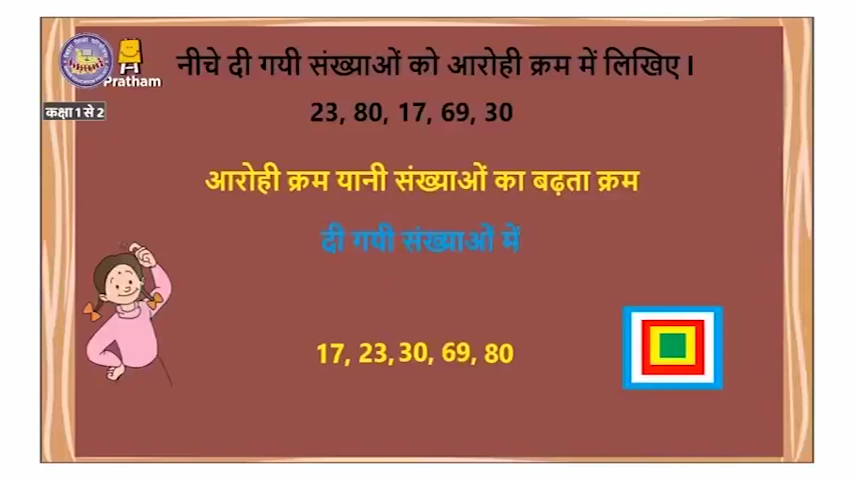 नीचे दी गयी संख्याओं को आरोही क्रम में लिखिए।
Pratham
कक्षा 1 से 2
23, 80, 17, 69, 30
आरोही क्रम यानी संख्याओं का बढ़ता क्रम
दी गयी संख्याओं में
17, 23, 30, 69, 80